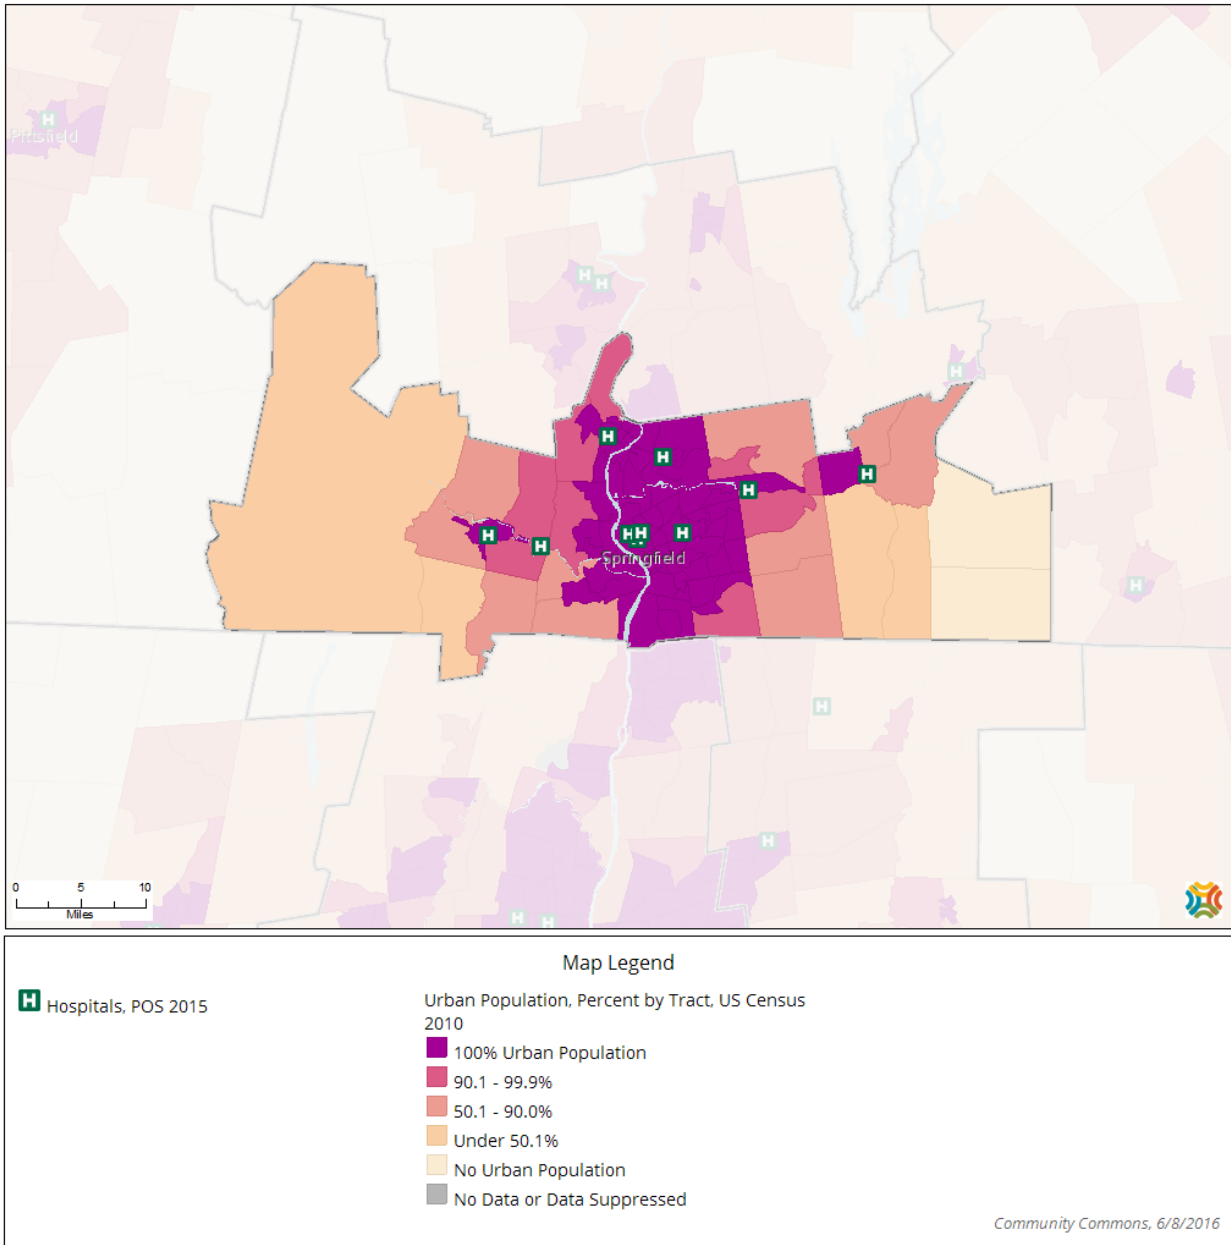 H
Pittsfield
H
H
H
H
H
H
H
H
H
H
H
H
H
Springfield
H
H
H
H
H
0 5 10
Miles
Map Legend
H Hospitals, POS 2015
Urban Population, Percent by Tract, US Census
2010
100% Urban Population
90.1 - 99.9%
50.1 - 90.0%
Under 50.1%
No Urban Population
No Data or Data Suppressed
Community Commons, 6/8/2016